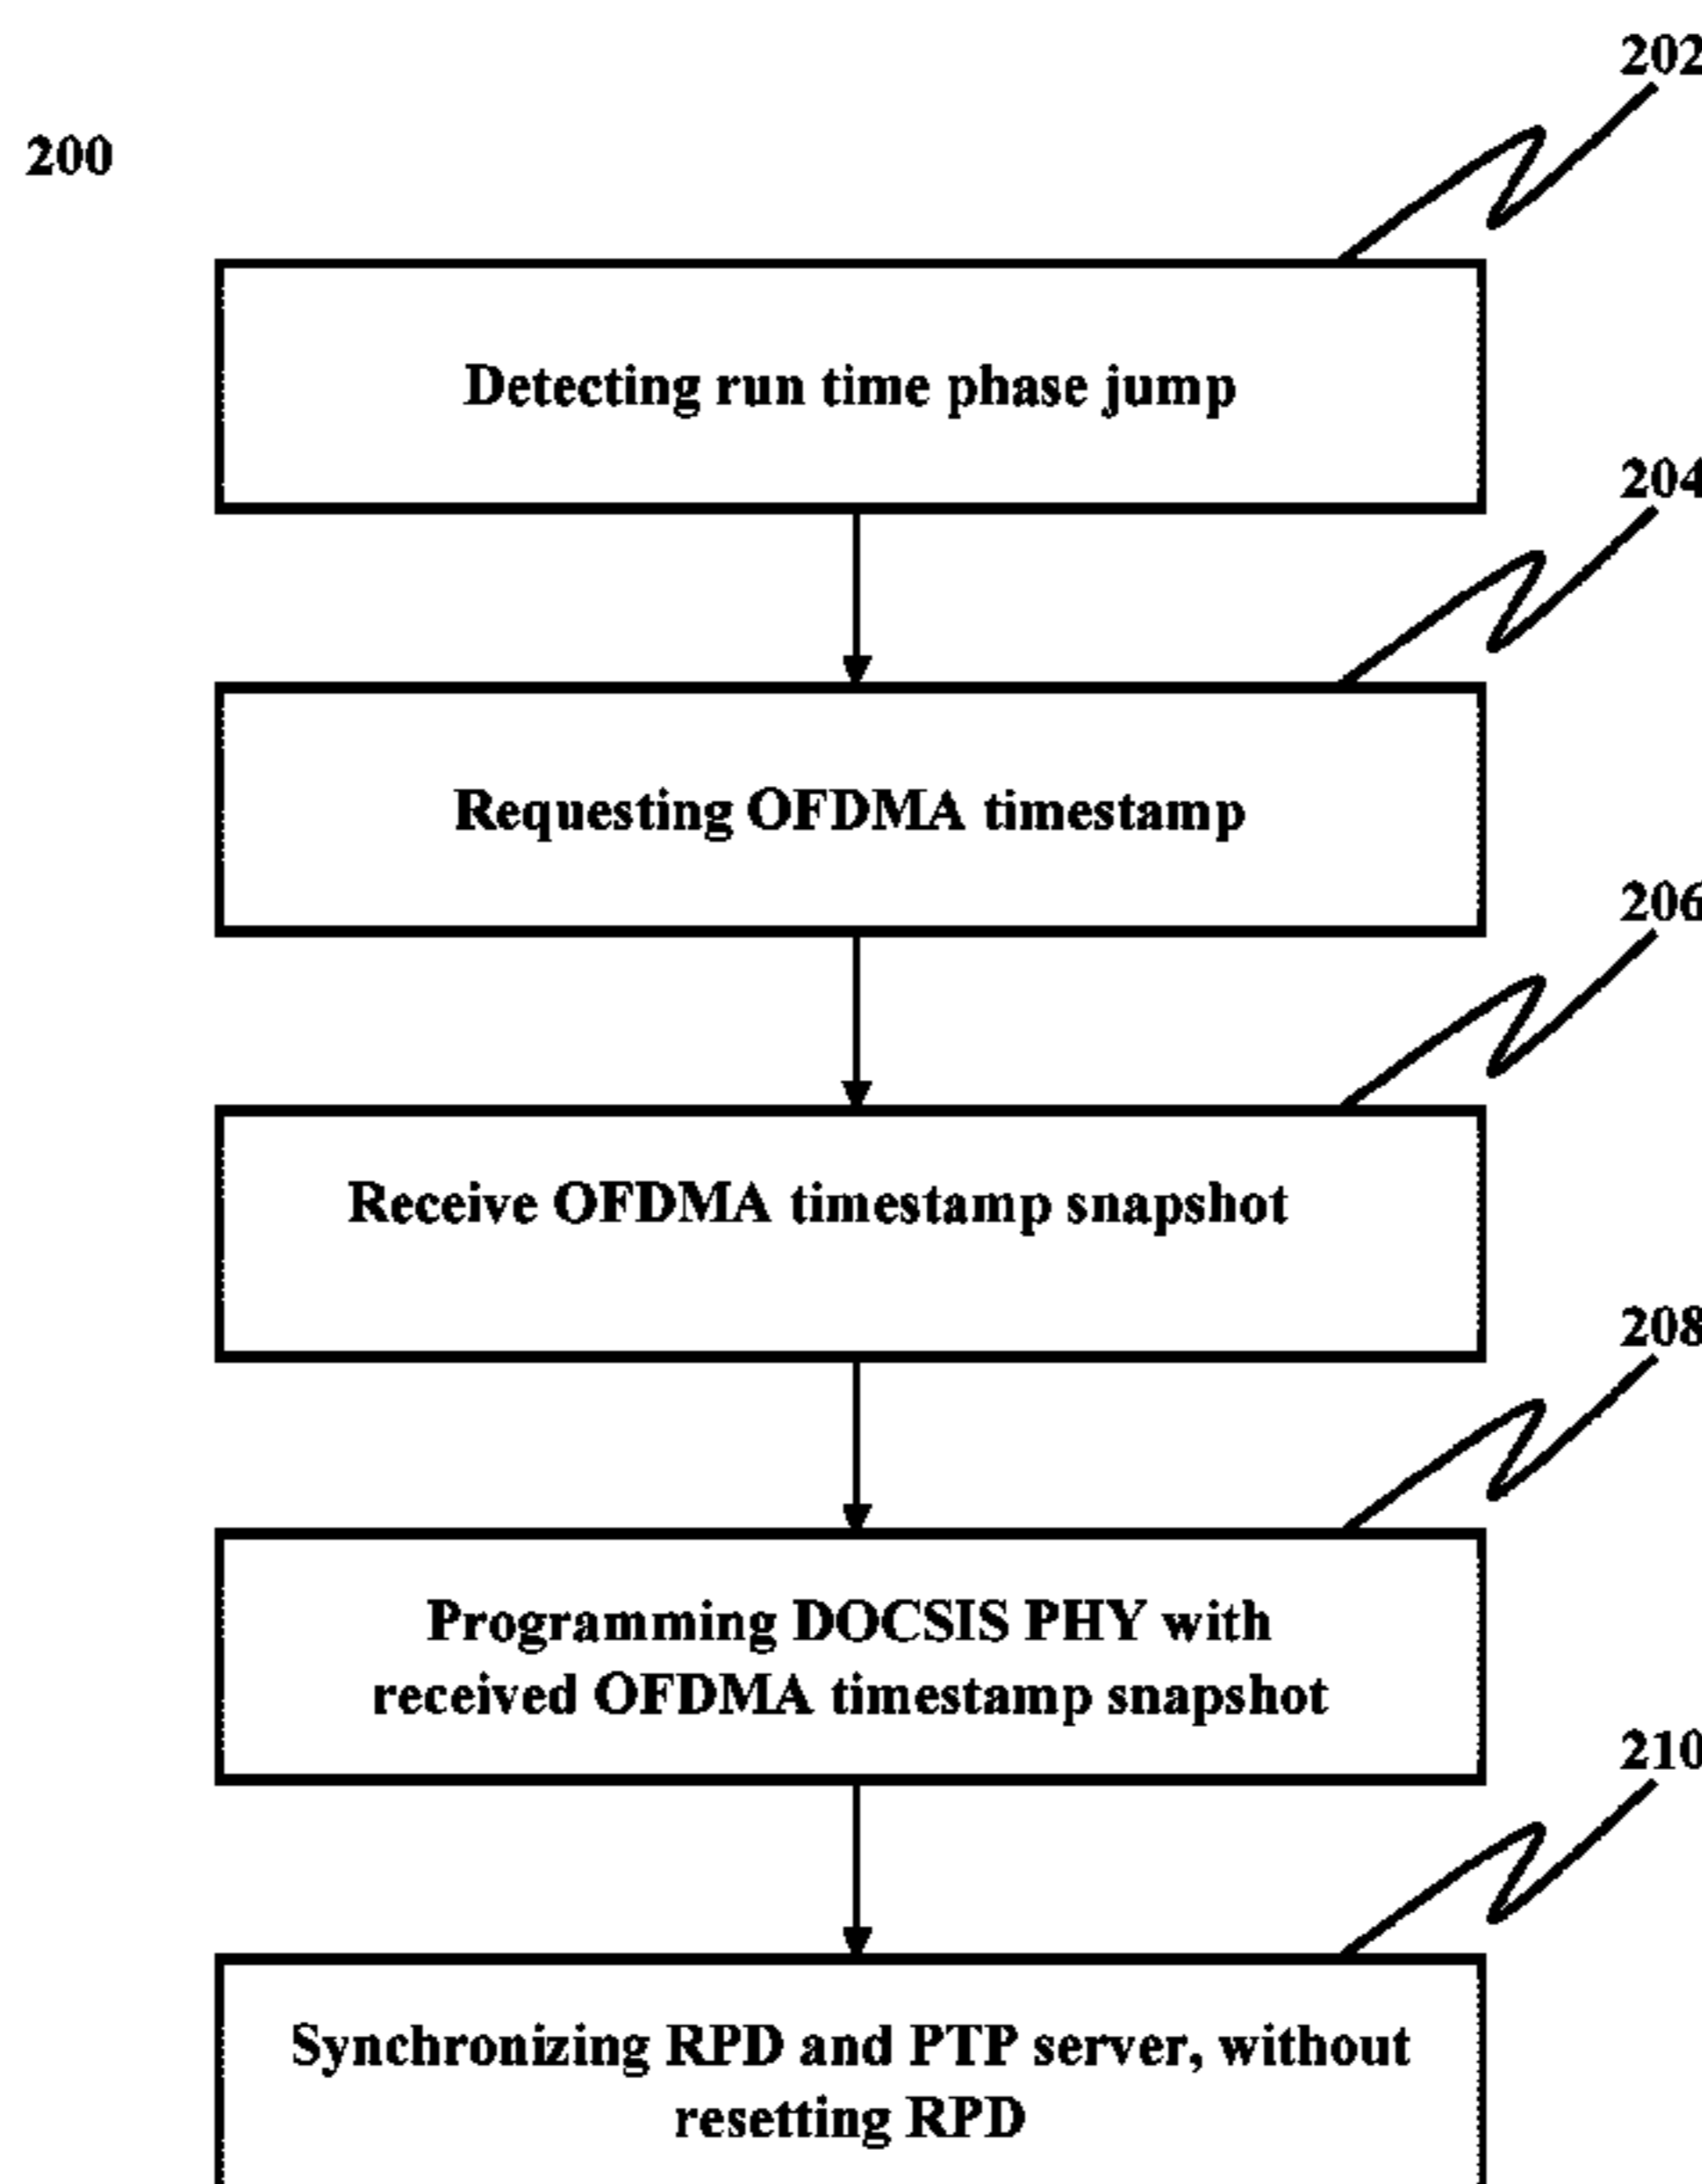 202
200
Detecting run time phase jump
204
Requesting OFDMA timestamp
206
Receive OFDMA timestamp snapshot
208
Programming DOCSIS PHY with
received OFDMA timestamp snapshot
210
Synchronizing RPD and PTP server, without
resetting RPD